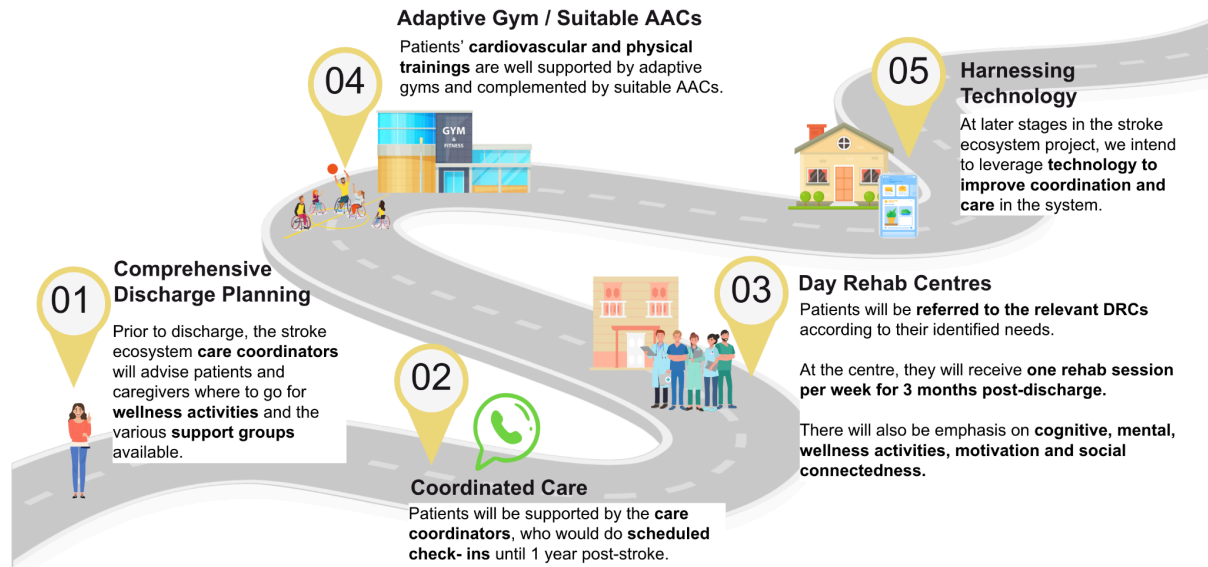 01
Comprehensive
Discharge Planning
Prior to discharge, the stroke
ecosystem care coordinators
will advise patients and
caregivers where to go for
wellness activities and the
various support groups
available.
02
Coordinated Care
Patients will be supported by the care
coordinators, who would do scheduled
check- ins until 1 year post-stroke.
03
Day Rehab Centres
Patients will be referred to the relevant DRCs
according to their identified needs.
At the centre, they will receive one rehab session
per week for 3 months post-discharge.
There will also be emphasis on cognitive, mental,
wellness activities, motivation and social
connectedness.
04
Adaptive Gym / Suitable AACs
Patients’ cardiovascular and physical
trainings are well supported by adaptive
gyms and complemented by suitable AACs.
GYM
&
FITNESS
05
Harnessing
Technology
At later stages in the stroke
ecosystem project, we intend
to leverage technology to
improve coordination and
care in the system.